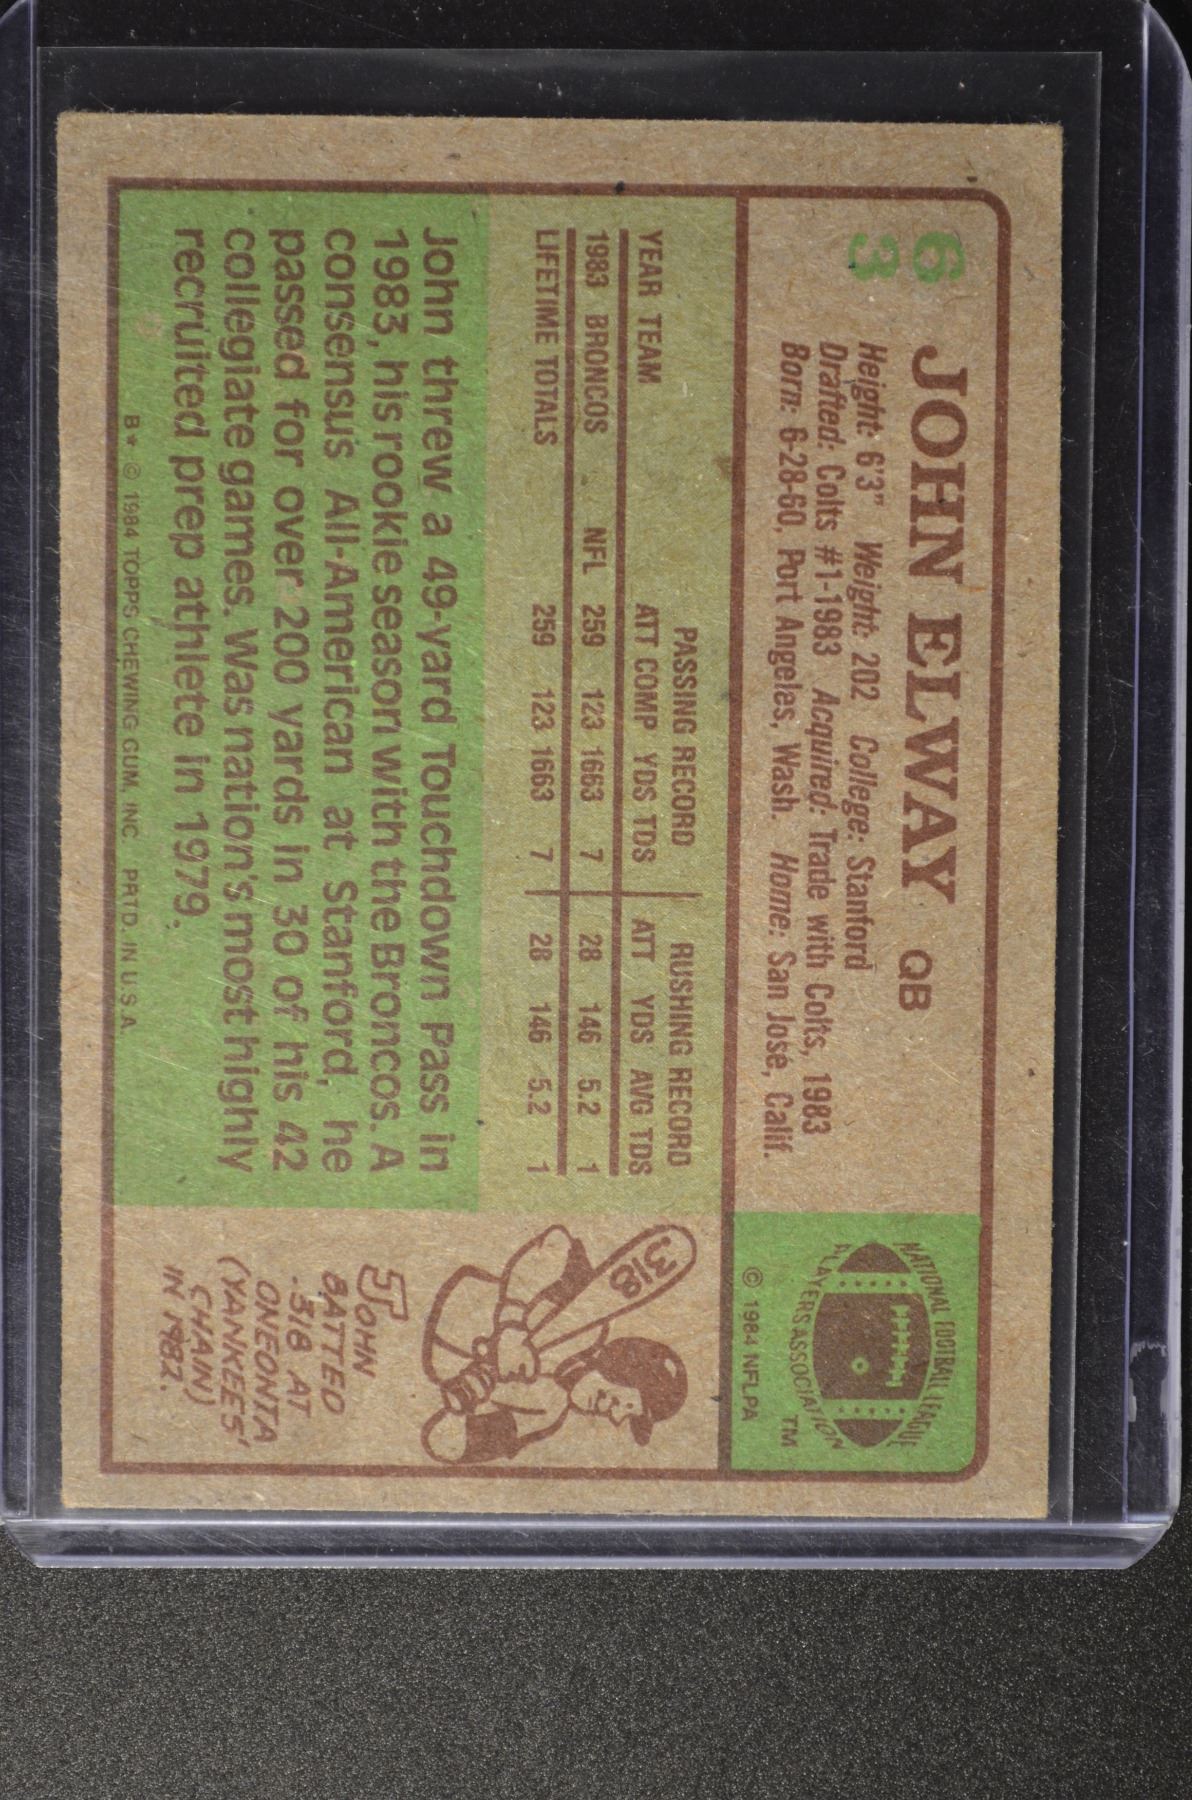 63
JOHN ELWAY QB
Height: 6'3" Weight: 202 College: Stanford
Drafted: Colts #1-1983 Acquired: Trade with Colts, 1983
Born: 6-28-60, Port Angeles, Wash. Home: San Jose, Calif.
NATIONAL FOOTBALL LEAGUE
PLAYERS ASSOCIATION TM
© 1984 NFLPA
PASSING RECORD RUSHING RECORD
YEAR TEAM ATT COMP YDS TDS ATT YDS AVG TDS
1983 BRONCOS NFL 259 123 1663 7 28 146 5.2 1
LIFETIME TOTALS 259 123 1663 7 28 146 5.2 1
John threw a 49-yard Touchdown Pass in
1983, his rookie season with the Broncos. A
consensus All-American at Stanford, he
passed for over 200 yards in 30 of his 42
collegiate games. Was nation's most highly
recruited prep athlete in 1979.
318
JOHN
BATTED
.318 AT
ONEONTA
(YANKEES'
CHAIN)
IN 1982.
B* © 1984 TOPPS CHEWING GUM, INC. PRTD. IN U.S.A.